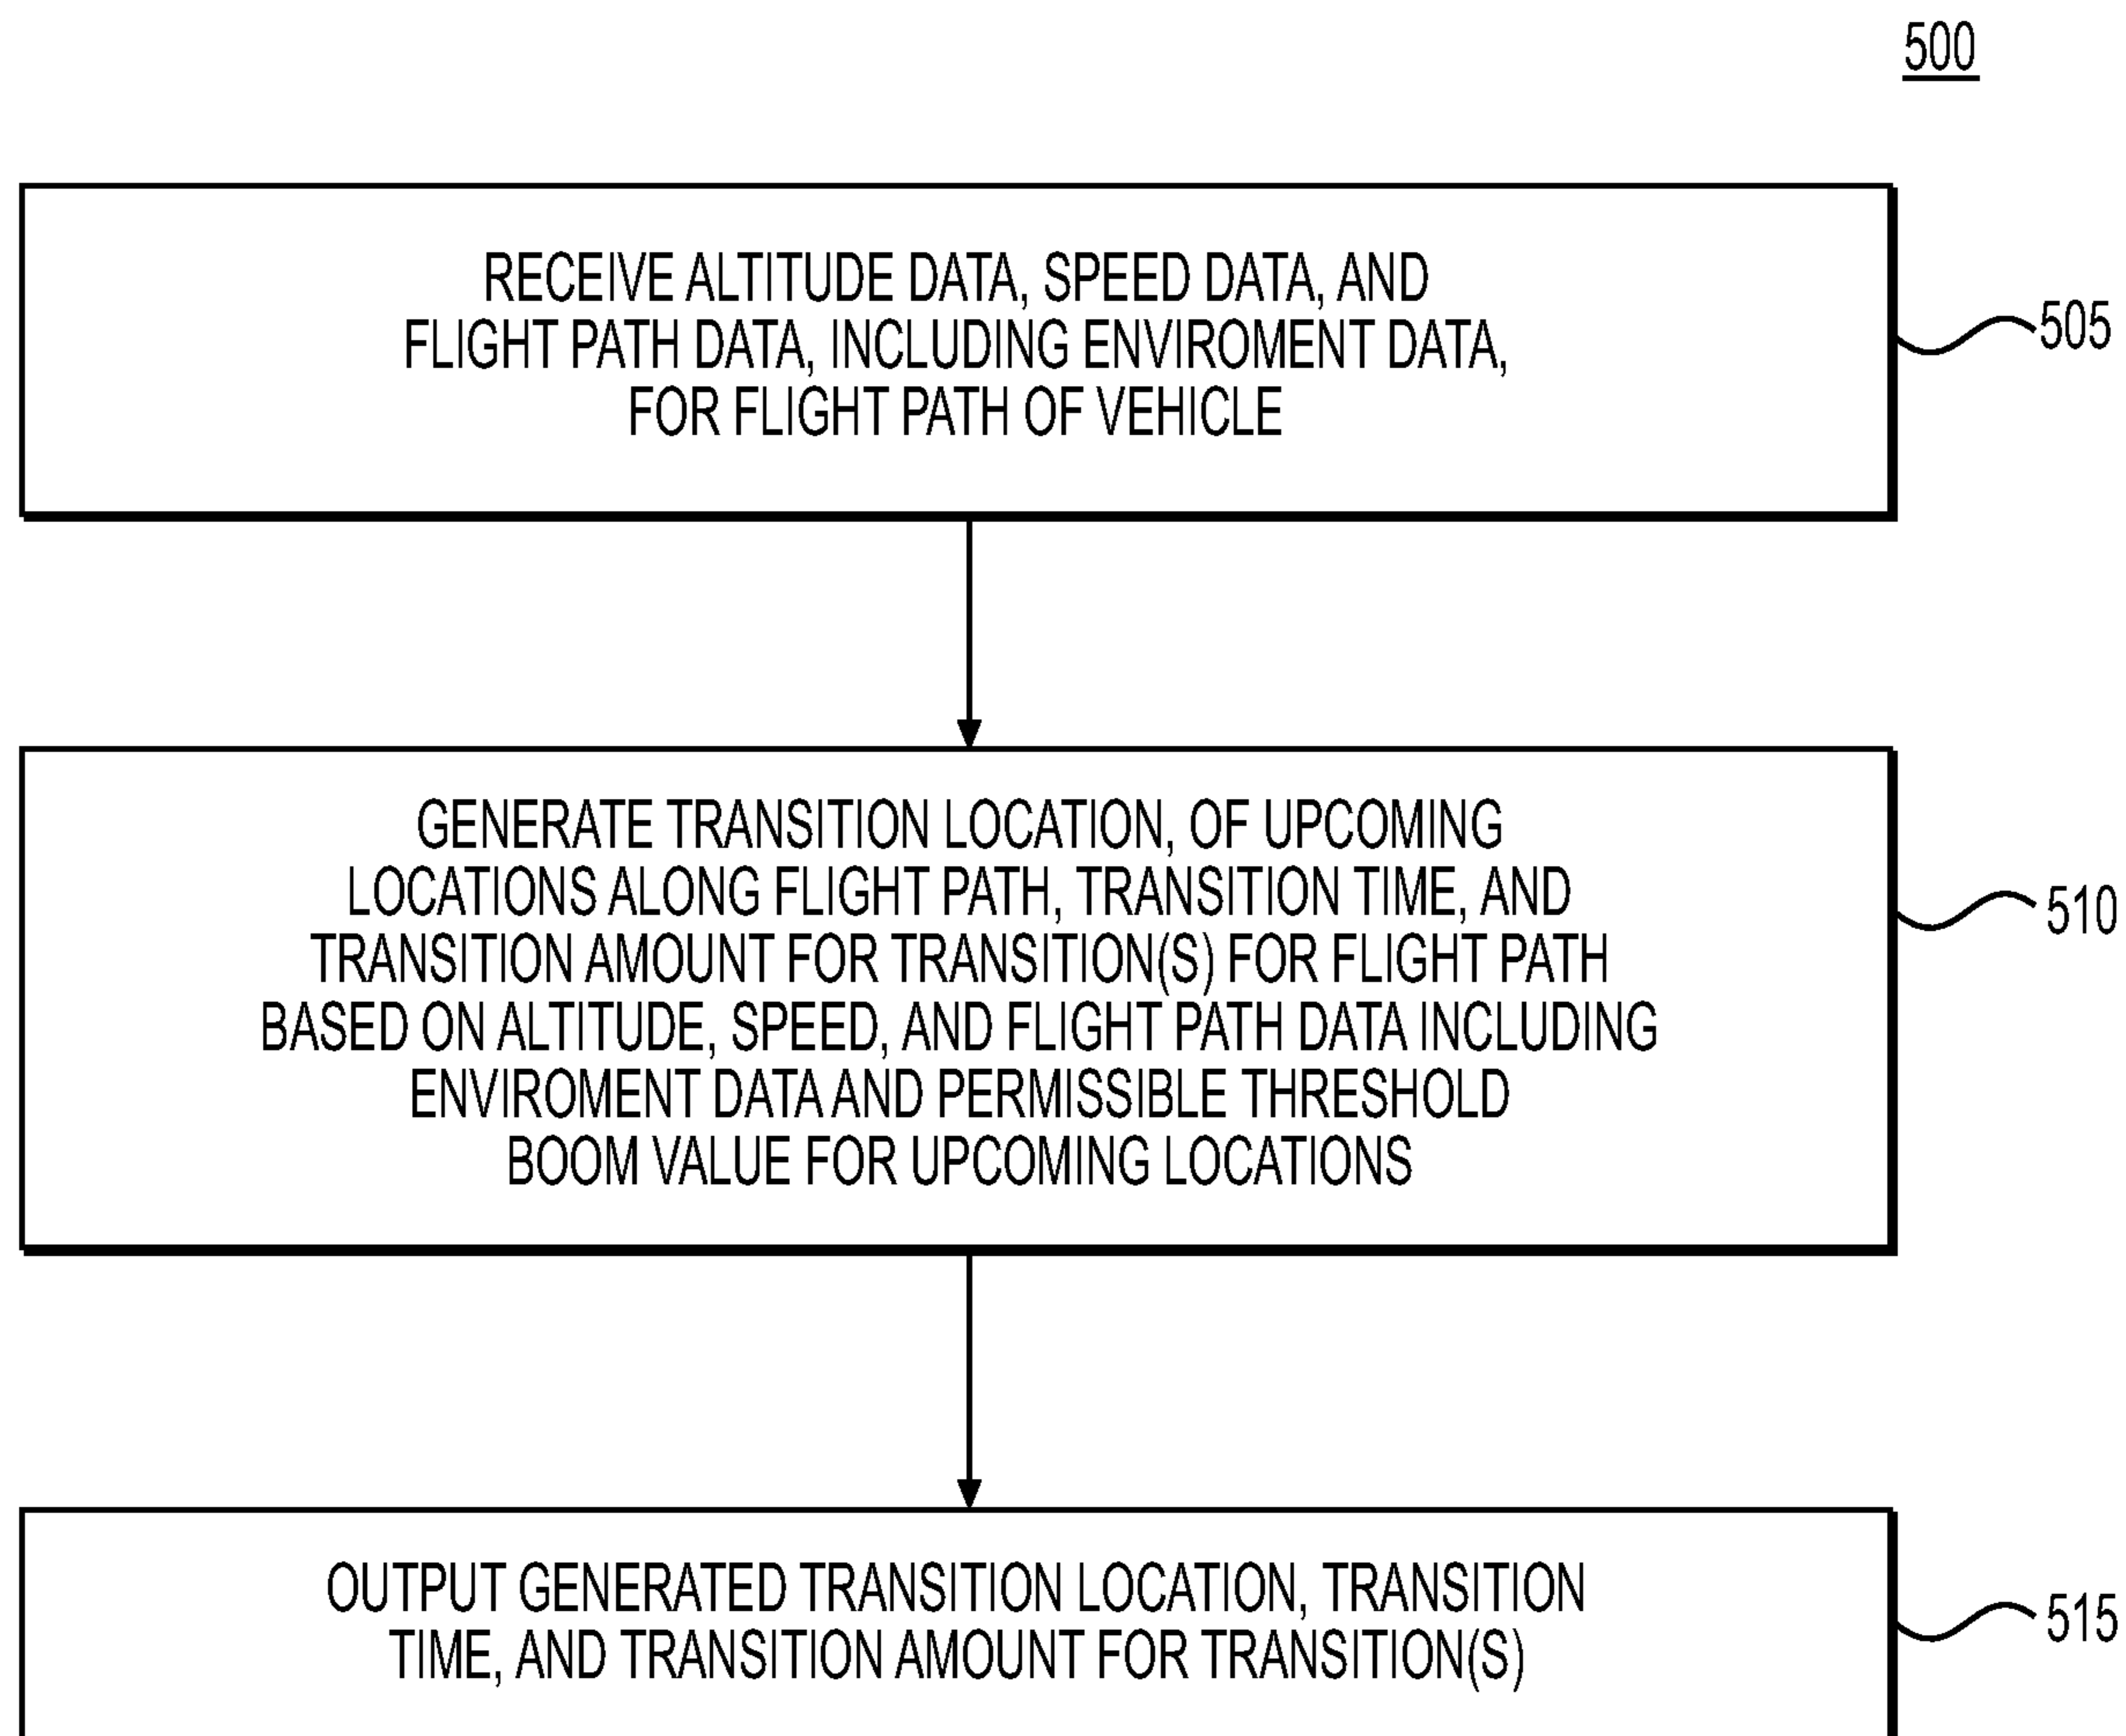 500
RECEIVE ALTITUDE DATA, SPEED DATA, AND
FLIGHT PATH DATA, INCLUDING ENVIROMENT DATA,
FOR FLIGHT PATH OF VEHICLE
505
GENERATE TRANSITION LOCATION, OF UPCOMING
LOCATIONS ALONG FLIGHT PATH, TRANSITION TIME, AND
TRANSITION AMOUNT FOR TRANSITION(S) FOR FLIGHT PATH
BASED ON ALTITUDE, SPEED, AND FLIGHT PATH DATA INCLUDING
ENVIROMENT DATA AND PERMISSIBLE THRESHOLD
BOOM VALUE FOR UPCOMING LOCATIONS
510
OUTPUT GENERATED TRANSITION LOCATION, TRANSITION
TIME, AND TRANSITION AMOUNT FOR TRANSITION(S)
515